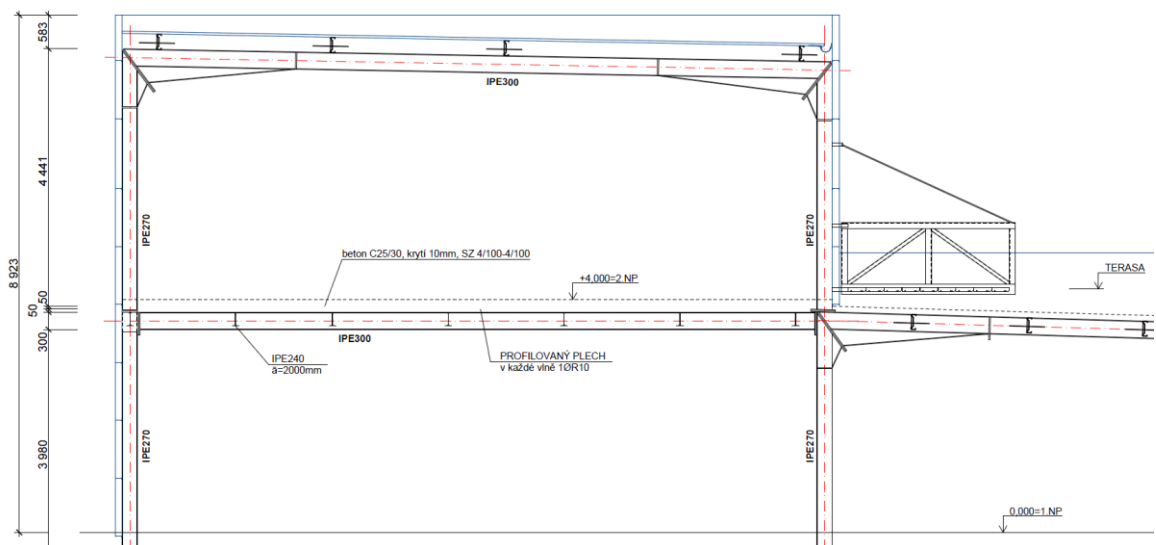 583
IPE300
4 441
8 923
IPE270
IPE270
beton C25/30, krytí 10mm, SZ 4/100-4/100
+4,000=2.NP
TERASA
50
50
300
IPE300
IPE240
ā=2000mm
PROFILOVANÝ PLECH
v každé vlně 1ØR10
3 980
IPE270
IPE270
0,000=1.NP